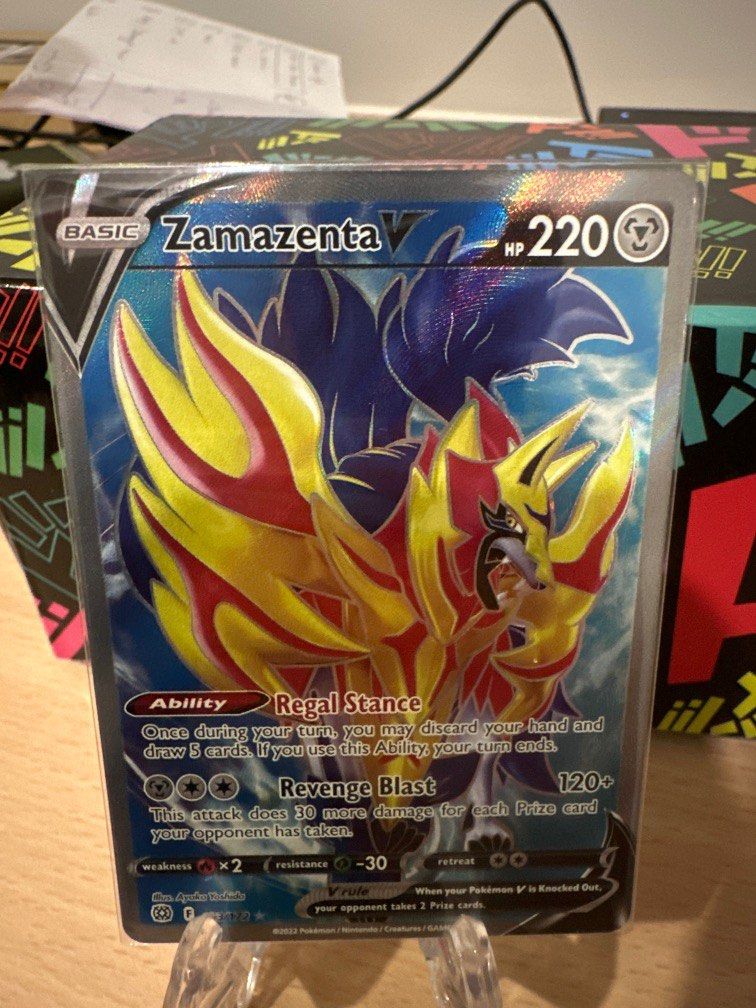 BASIC
Zamazenta V
HP 220
Ability Regal Stance
Once during your turn, you may discard your hand and
draw 5 cards. If you use this Ability, your turn ends.
Revenge Blast 120+
This attack does 30 more damage for each Prize card
your opponent has taken.
weakness ×2 resistance -30 retreat
V rule When your Pokémon V is Knocked Out,
your opponent takes 2 Prize cards.
Illus. Ayako Yoshida
F
©2022 Pokémon / Nintendo / Creatures /